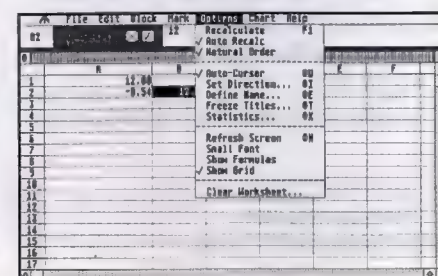 File Edit Block Mark Options Chart Help
B2
12
Recalculate F1
✓ Auto Recalc
✓ Natural Order
✓ Auto-Cursor
Set Direction...
Define Name...
Freeze Titles...
Statistics...
Refresh Screen
Small Font
Show Formulas
✓ Show Grid
Clear Worksheet...
A B E F
1 12.00
2 -0.54 12
3
4
5
6
7
8
9
10
11
12
13
14
15
16
17